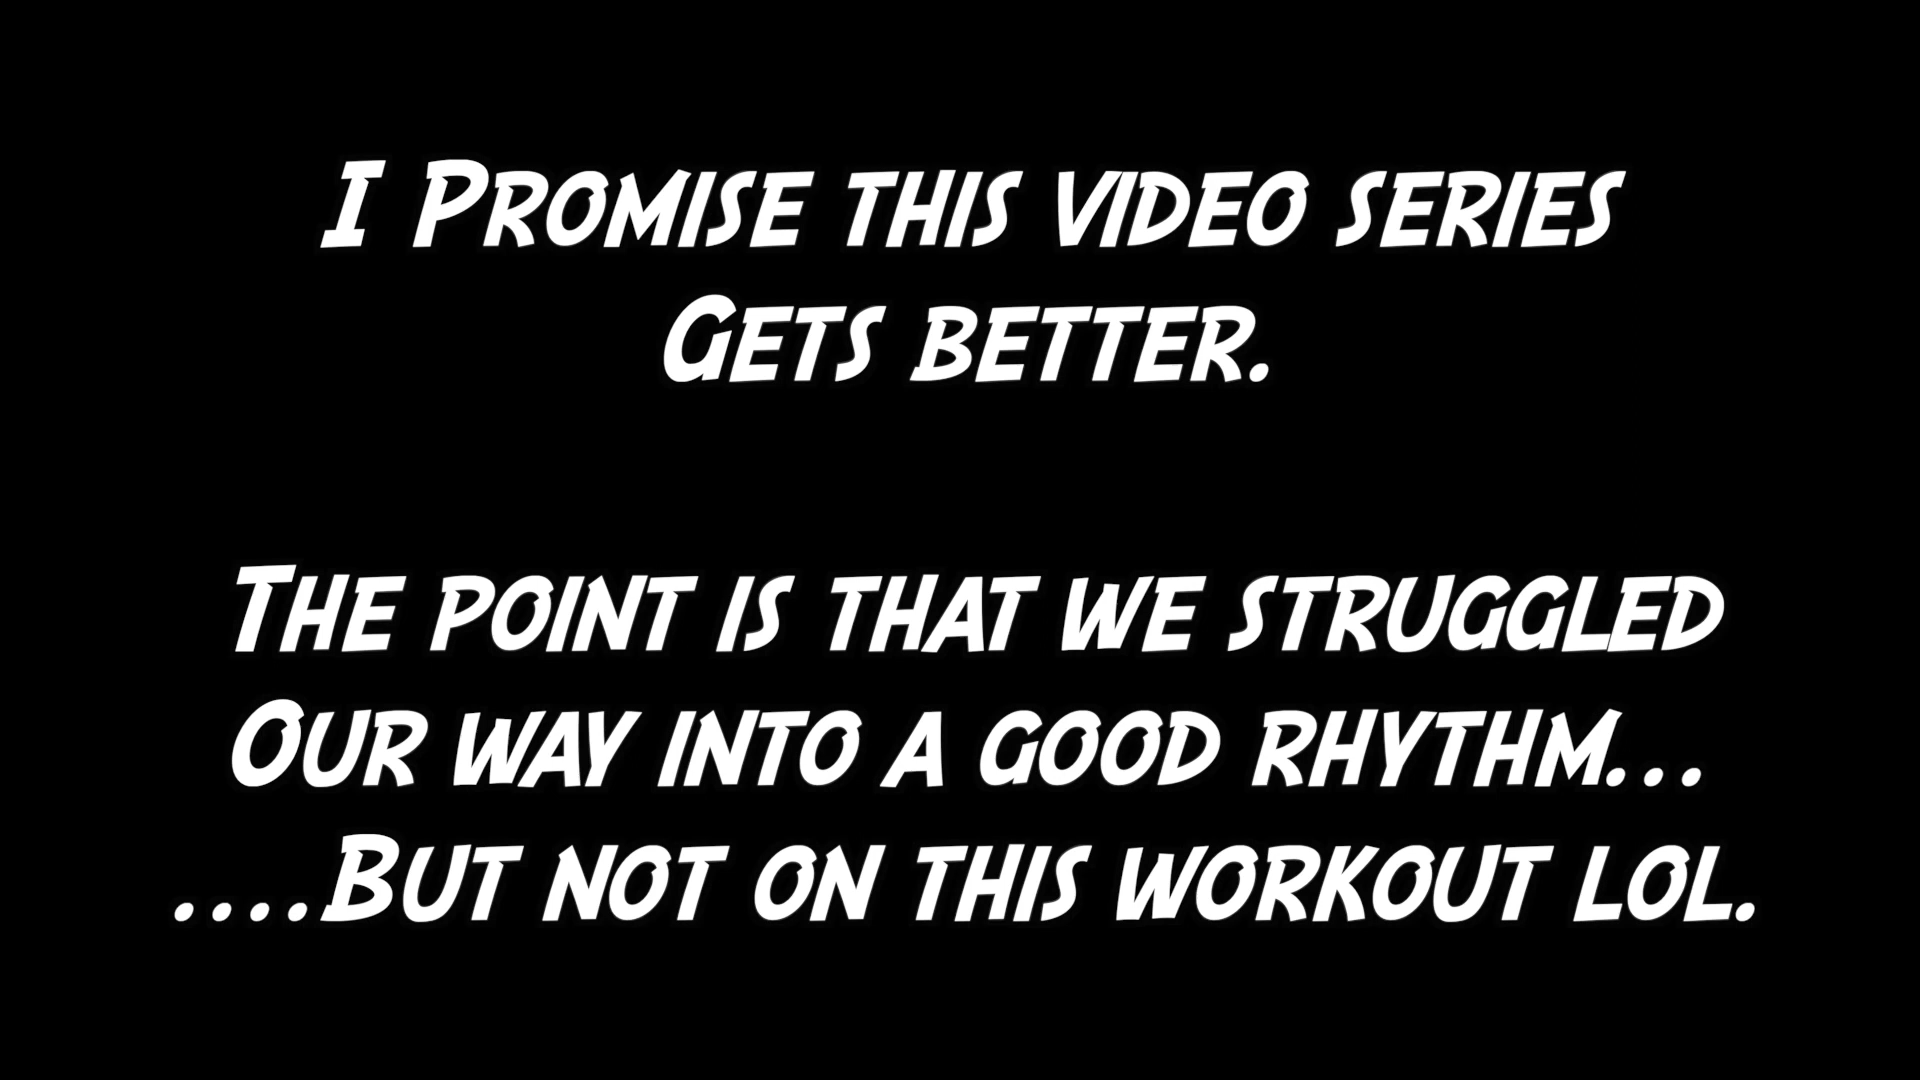 I Promise this video series
Gets better.
The point is that we struggled
Our way into a good rhythm...
....But not on this workout lol.